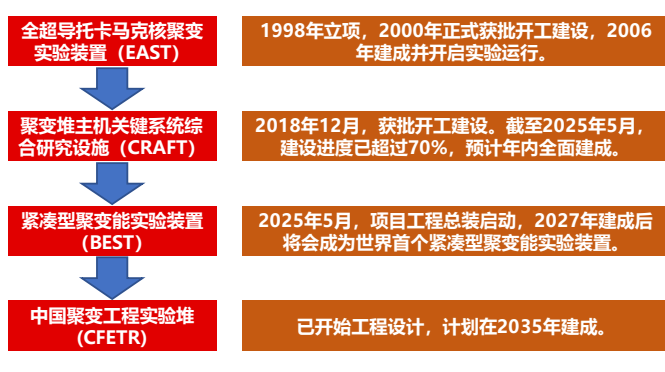 全超导托卡马克核聚变
实验装置（EAST）
1998年立项，2000年正式获批开工建设，2006
年建成并开启实验运行。
聚变堆主机关键系统综
合研究设施（CRAFT）
2018年12月，获批开工建设。截至2025年5月，
建设进度已超过70%，预计年内全面建成。
紧凑型聚变能实验装置
（BEST）
2025年5月，项目工程总装启动，2027年建成后
将会成为世界首个紧凑型聚变能实验装置。
中国聚变工程实验堆
(CFETR)
已开始工程设计，计划在2035年建成。